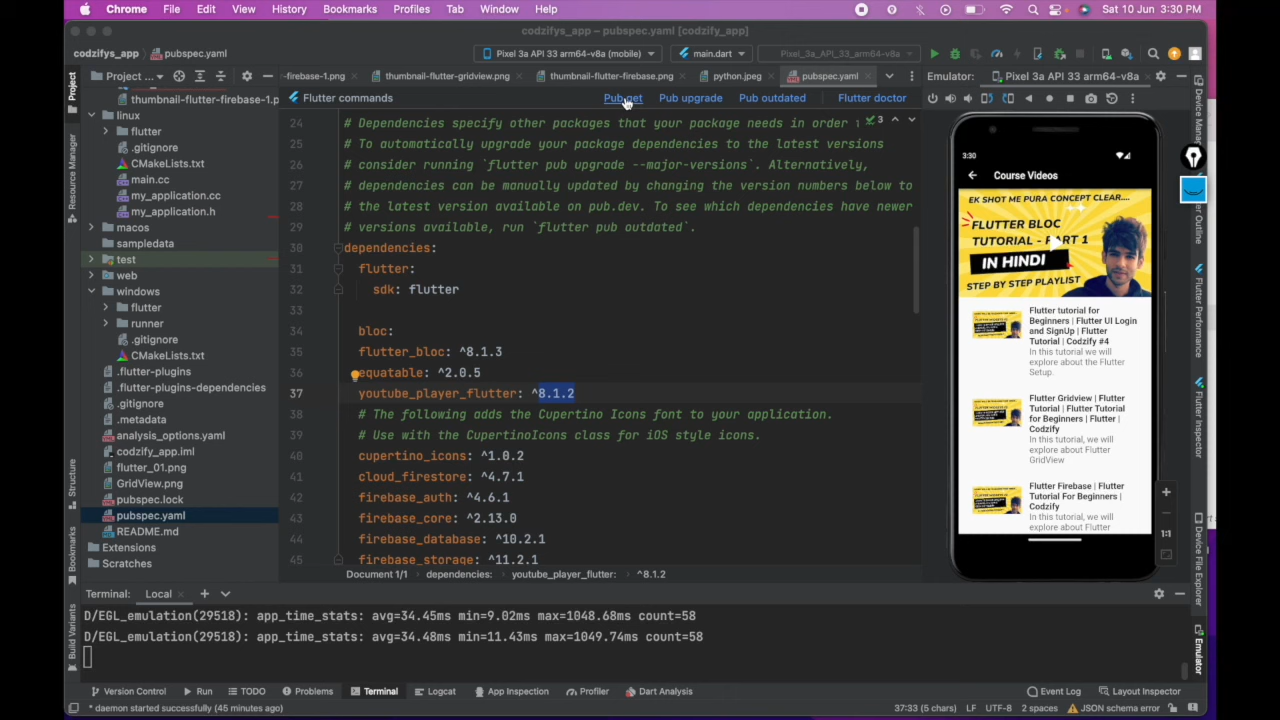 Chrome File Edit View History Bookmarks Profiles Tab Window Help Sat 10 Jun 3:30 PM
codzifys_app – pubspec.yaml [codzify_app]
codzifys_app pubspec.yaml Pixel 3a API 33 arm64-v8a (mobile) main.dart Pixel_3a_API_33_arm64-v8a
Project ... -firebase-1.png thumbnail-flutter-gridview.png thumbnail-flutter-firebase.png python.jpeg pubspec.yaml Emulator: Pixel 3a API 33 arm64-v8a
Project
Resource Manager
Structure
Bookmarks
Build Variants
thumbnail-flutter-firebase-1.p
linux
flutter
.gitignore
CMakeLists.txt
main.cc
my_application.cc
my_application.h
macos
sampledata
test
web
windows
flutter
runner
.gitignore
CMakeLists.txt
.flutter-plugins
.flutter-plugins-dependencies
.gitignore
.metadata
analysis_options.yaml
codzify_app.iml
flutter_01.png
GridView.png
pubspec.lock
pubspec.yaml
README.md
Extensions
Scratches
Flutter commands Pub get Pub upgrade Pub outdated Flutter doctor
3
24 # Dependencies specify other packages that your package needs in order
25 # To automatically upgrade your package dependencies to the latest versions
26 # consider running `flutter pub upgrade --major-versions`. Alternatively,
27 # dependencies can be manually updated by changing the version numbers below to
28 # the latest version available on pub.dev. To see which dependencies have newer
29 # versions available, run `flutter pub outdated`.
30 dependencies:
31 flutter:
32 sdk: flutter
33
34 bloc:
35 flutter_bloc: ^8.1.3
36 equatable: ^2.0.5
37 youtube_player_flutter: ^8.1.2
38 # The following adds the Cupertino Icons font to your application.
39 # Use with the CupertinoIcons class for iOS style icons.
40 cupertino_icons: ^1.0.2
41 cloud_firestore: ^4.7.1
42 firebase_auth: ^4.6.1
43 firebase_core: ^2.13.0
44 firebase_database: ^10.2.1
45 firebase_storage: ^11.2.1
Document 1/1 dependencies: youtube_player_flutter: ^8.1.2
3:30
Course Videos
EK SHOT ME PURA CONCEPT CLEAR....
FLUTTER BLOC
TUTORIAL - PART 1
IN HINDI
STEP BY STEP PLAYLIST
Flutter tutorial for
Beginners | Flutter UI Login
and SignUp | Flutter
Tutorial | Codzify #4
In this tutorial we will
explore about the Flutter
Setup.
Flutter Gridview | Flutter
Tutorial | Flutter Tutorial
for Beginners | Flutter |
Codzify
In this tutorial, we will
explore about Flutter
GridView
Flutter Firebase | Flutter
Tutorial For Beginners |
Codzify
In this tutorial, we will
explore about Flutter
1:1
Flutter Outline
Flutter Performance
Flutter Inspector
Device File Explorer
Emulator
Terminal: Local
D/EGL_emulation(29518): app_time_stats: avg=34.45ms min=9.02ms max=1048.68ms count=58
D/EGL_emulation(29518): app_time_stats: avg=34.48ms min=11.43ms max=1049.74ms count=58
Version Control Run TODO Problems Terminal Logcat App Inspection Profiler Dart Analysis Event Log Layout Inspector
* daemon started successfully (45 minutes ago) 37:33 (5 chars) LF UTF-8 2 spaces JSON schema error